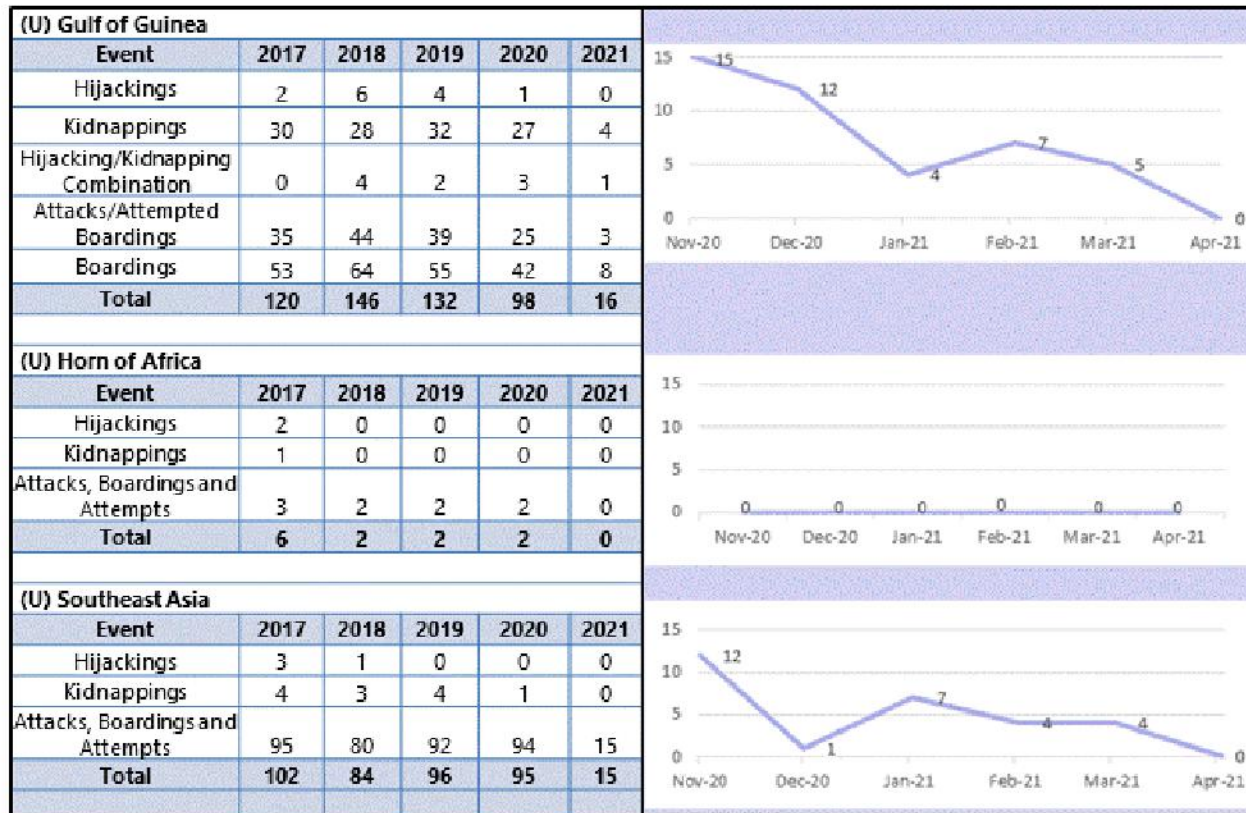 (U) Gulf of Guinea
Event 2017 2018 2019 2020 2021
Hijackings 2 6 4 1 0
Kidnappings 30 28 32 27 4
Hijacking/Kidnapping
Combination 0 4 2 3 1
Attacks/Attempted
Boardings 35 44 39 25 3
Boardings 53 64 55 42 8
Total 120 146 132 98 16
15
10
5
0
15
12
4
7
5
0
Nov-20 Dec-20 Jan-21 Feb-21 Mar-21 Apr-21
(U) Horn of Africa
Event 2017 2018 2019 2020 2021
Hijackings 2 0 0 0 0
Kidnappings 1 0 0 0 0
Attacks, Boardings and
Attempts 3 2 2 2 0
Total 6 2 2 2 0
15
10
5
0
0 0 0 0 0 0
Nov-20 Dec-20 Jan-21 Feb-21 Mar-21 Apr-21
(U) Southeast Asia
Event 2017 2018 2019 2020 2021
Hijackings 3 1 0 0 0
Kidnappings 4 3 4 1 0
Attacks, Boardings and
Attempts 95 80 92 94 15
Total 102 84 96 95 15
15
10
5
0
12
1
7
4
4
0
Nov-20 Dec-20 Jan-21 Feb-21 Mar-21 Apr-21